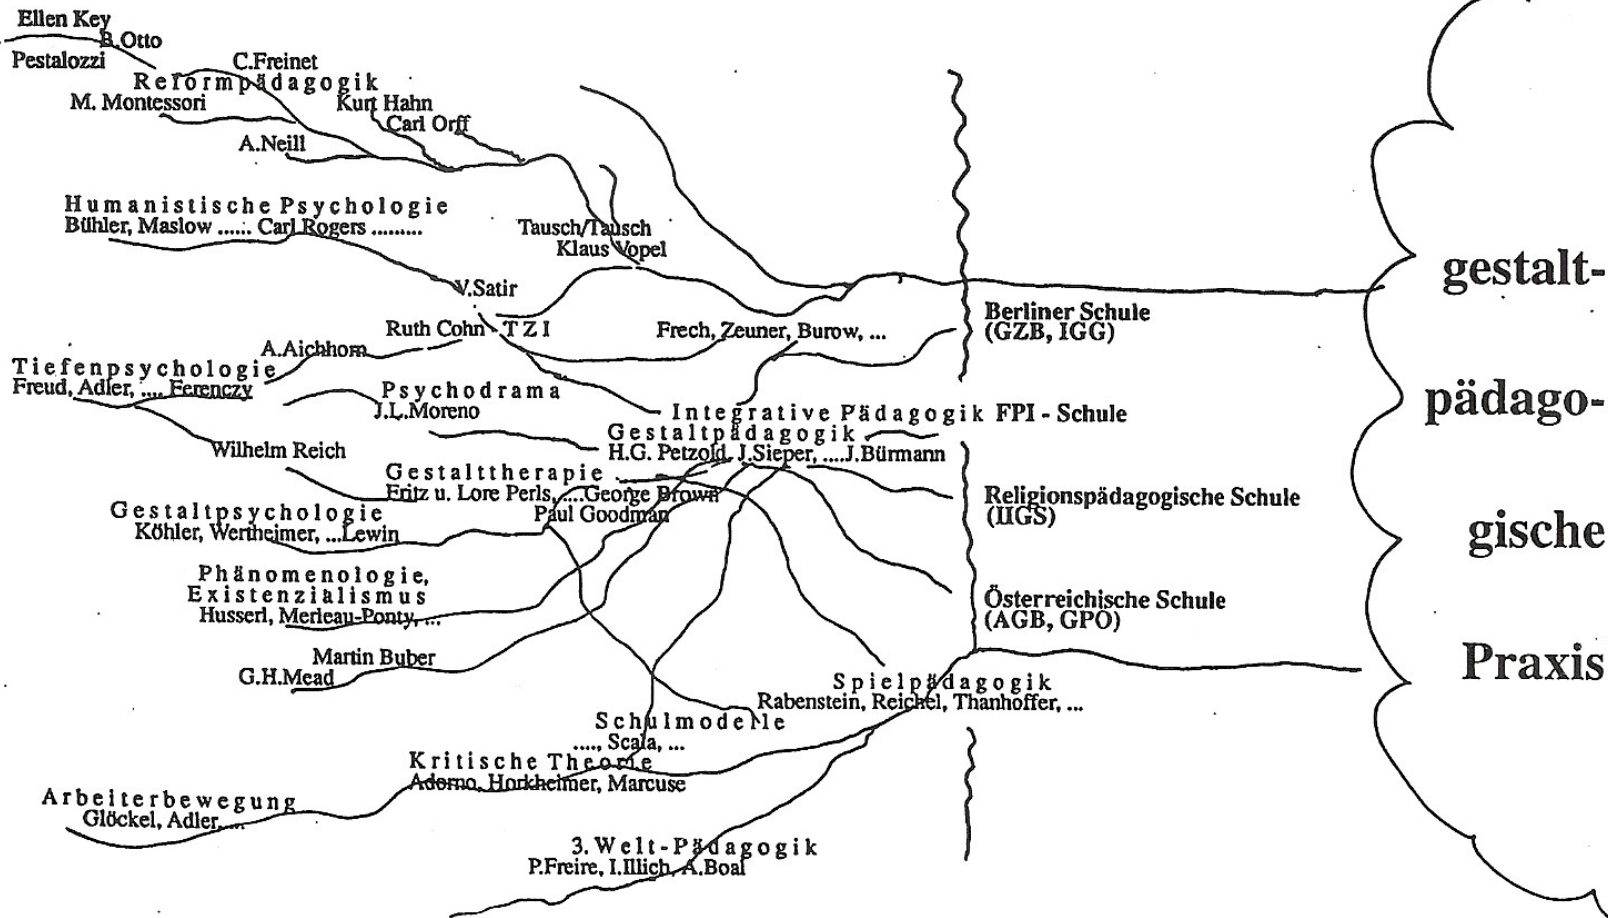 Ellen Key
B.Otto
Pestalozzi
C.Freinet
Reformpädagogik
M. Montessori
Kurt Hahn
Carl Orff
A.Neill
Humanistische Psychologie
Bühler, Maslow ...... Carl Rogers .........
Tausch/Tausch
Klaus Vopel
V.Satir
Ruth Cohn - TZI
A.Aichhorn
Tiefenpsychologie
Freud, Adler, .... Ferenczy
Psychodrama
J.L.Moreno
Wilhelm Reich
Frech, Zeuner, Burow, ...
Integrative Pädagogik FPI - Schule
Gestaltpädagogik
H.G. Petzold, J.Sieper, ....J.Bürmann
Gestalttherapie
Fritz u. Lore Perls, ....George Brown
Paul Goodman
Gestaltpsychologie
Köhler, Wertheimer, ...Lewin
Phänomenologie,
Existenzialismus
Husserl, Merleau-Ponty, ...
Martin Buber
G.H.Mead
Spielpädagogik
Rabenstein, Reichel, Thanhoffer, ...
Schulmodelle
...., Scala, ...
Kritische Theorie
Adorno, Horkheimer, Marcuse
Arbeiterbewegung
Glöckel, Adler, ...
3. Welt-Pädagogik
P.Freire, I.Illich, A.Boal
Berliner Schule
(GZB, IGG)
Religionspädagogische Schule
(IIGS)
Österreichische Schule
(AGB, GPO)
gestalt-
pädago-
gische
Praxis